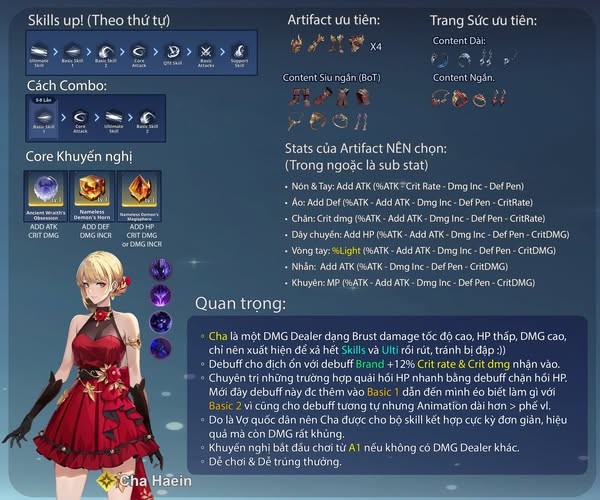 Skills up! (Theo thứ tự)
Ultimate Skill
Basic Skill 1
Basic Skill 2
Core Attack
QTE Skill
Basic Attacks
Support Skill
Cách Combo:
5-8 Lần
Basic Skill 1
Core Attack
Ultimate Skill
Basic Skill 2
Core Khuyến nghị
Lv.1
Lv.1
Lv.1
Ancient Wraith's Obsession
Nameless Demon's Horn
Nameless Demon's Magisphere
ADD ATK
CRIT DMG
ADD DEF
DMG INCR
ADD HP
CRIT DMG
or DMG INCR
Cha Haein
Artifact ưu tiên:
X4
Content Siu ngắn (BoT)
Trang Sức ưu tiên:
Content Dài:
Content Ngắn.
Stats của Artifact NÊN chọn:
(Trong ngoặc là sub stat)
• Nón & Tay: Add ATK (%ATK - Crit Rate - Dmg Inc - Def Pen)
• Áo: Add Def (%ATK - Add ATK - Dmg Inc - Def Pen - CritRate)
• Chân: Crit dmg (%ATK - Add ATK - Dmg Inc - Def Pen - CritRate)
• Dây chuyền: Add HP (%ATK - Add ATK - Dmg Inc - Def Pen - CritDMG)
• Vòng tay: %Light (%ATK - Add ATK - Dmg Inc - Def Pen - CritDMG)
• Nhẫn: Add ATK (%ATK - Add ATK - Dmg Inc - Def Pen - CritDMG)
• Khuyên: MP (%ATK - Add ATK - Dmg Inc - Def Pen - CritDMG)
Quan trọng:
◦ Cha là một DMG Dealer dạng Brust damage tốc độ cao, HP thấp, DMG cao,
chỉ nên xuất hiện để xả hết Skills và Ulti rồi rút, tránh bị đập :))
◦ Debuff cho địch ổn với debuff Brand +12% Crit rate & Crit dmg nhận vào.
◦ Chuyên trị những trường hợp quái hồi HP nhanh bằng debuff chặn hồi HP.
Mới đây debuff này đc thêm vào Basic 1 dẫn đến mình éo biết làm gì với
Basic 2 vì cũng cho debuff tương tự nhưng Animation dài hơn > phế vl.
◦ Do là Vợ quốc dân nên Cha được cho bộ skill kết hợp cực kỳ đơn giản, hiệu
quả mà còn DMG rất khủng.
◦ Khuyến nghị bắt đầu chơi từ A1 nếu không có DMG Dealer khác.
◦ Dễ chơi & Dễ trúng thưởng.